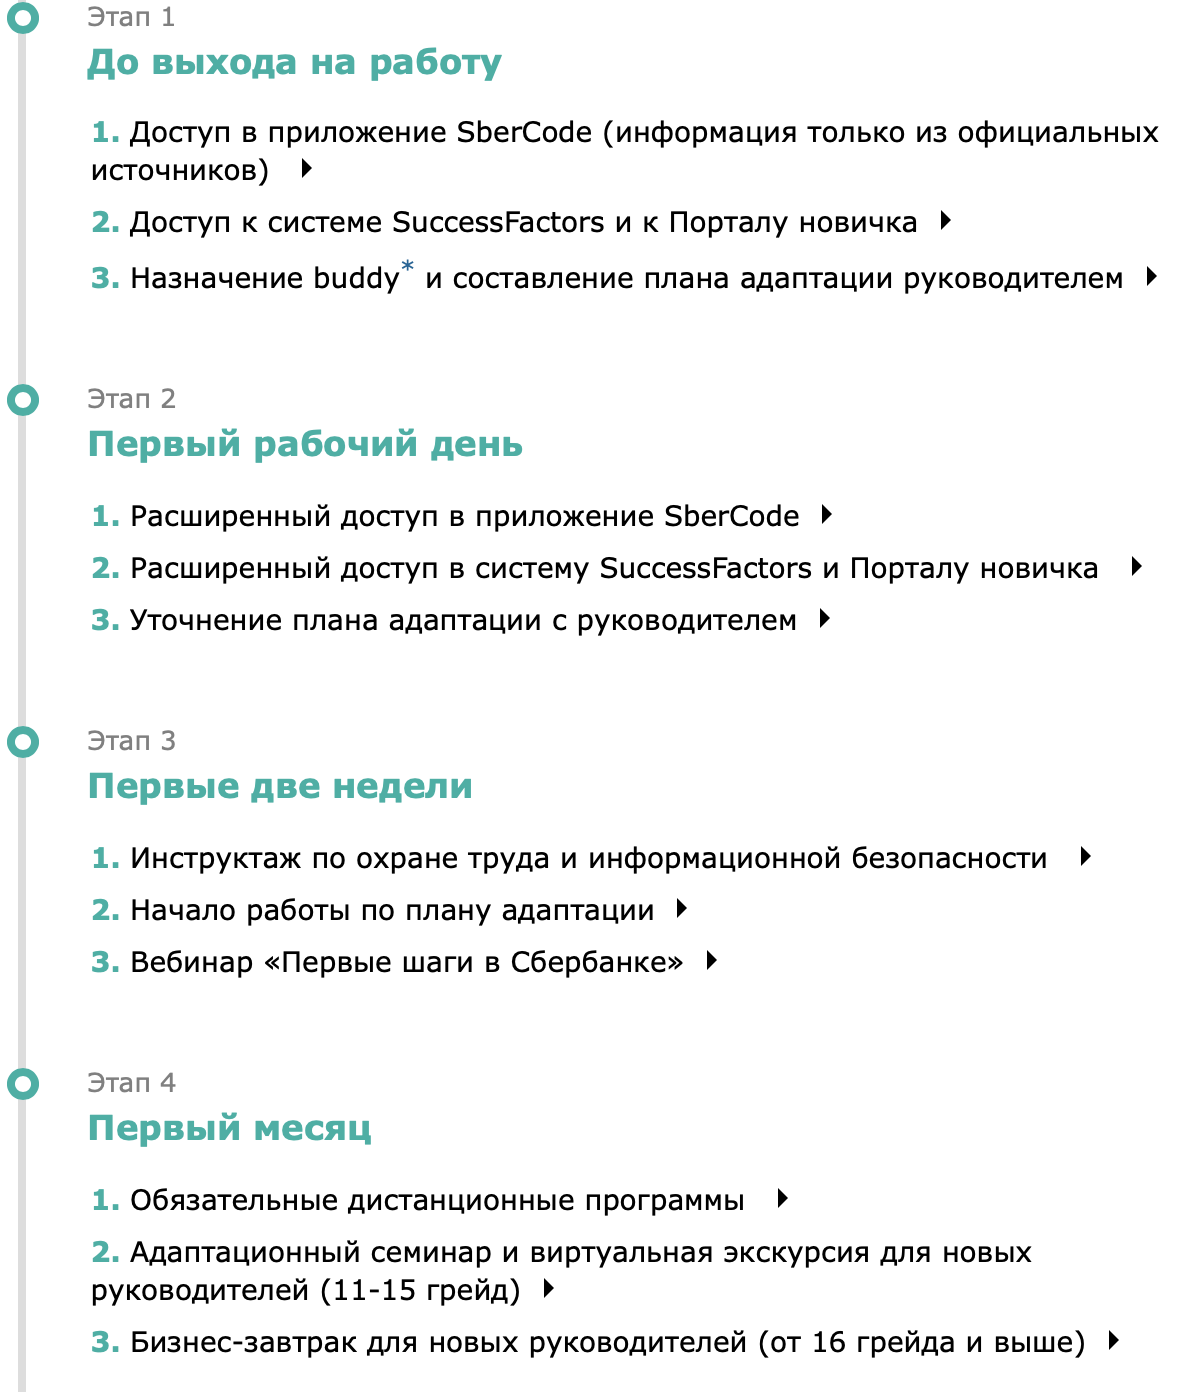 Этап 1
До выхода на работу
1. Доступ в приложение SberCode (информация только из официальных
источников)
2. Доступ к системе SuccessFactors и к Порталу новичка
3. Назначение buddy* и составление плана адаптации руководителем
Этап 2
Первый рабочий день
1. Расширенный доступ в приложение SberCode
2. Расширенный доступ в систему SuccessFactors и Порталу новичка
3. Уточнение плана адаптации с руководителем
Этап 3
Первые две недели
1. Инструктаж по охране труда и информационной безопасности
2. Начало работы по плану адаптации
3. Вебинар «Первые шаги в Сбербанке»
Этап 4
Первый месяц
1. Обязательные дистанционные программы
2. Адаптационный семинар и виртуальная экскурсия для новых
руководителей (11-15 грейд)
3. Бизнес-завтрак для новых руководителей (от 16 грейда и выше)